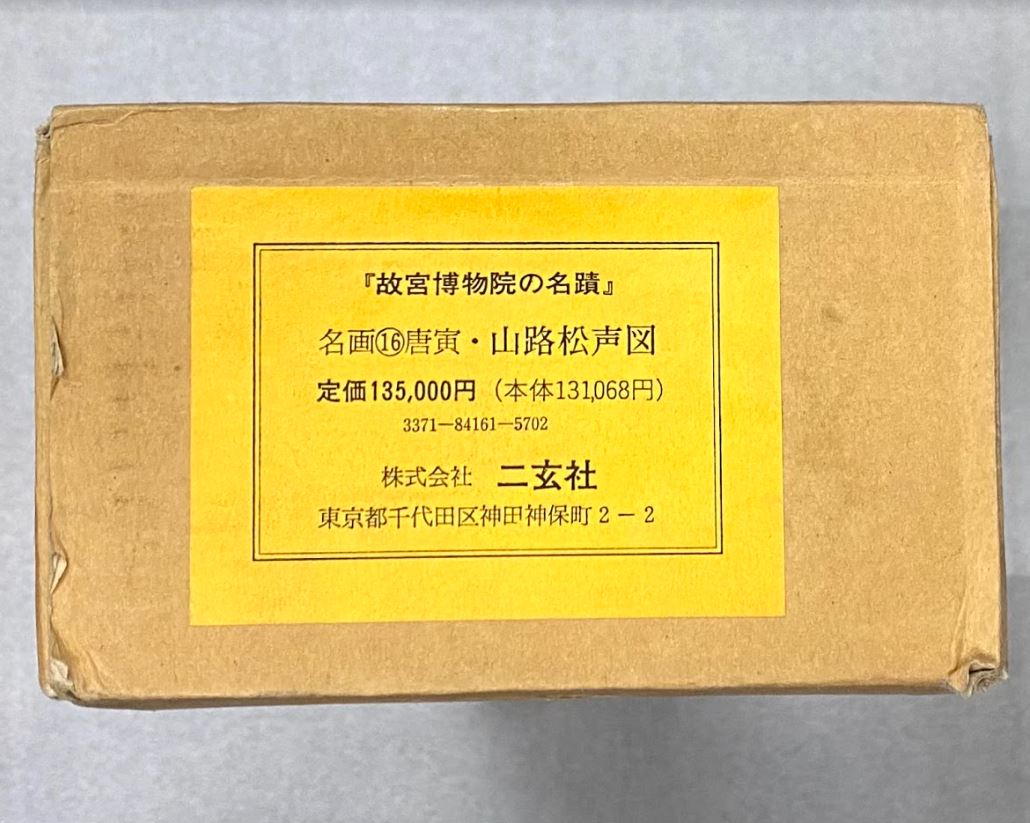 『故宮博物院の名蹟』
名画⑯唐寅・山路松声図
定価135,000円（本体131,068円）
3371—84161—5702
株式会社 二玄社
東京都千代田区神田神保町2－2